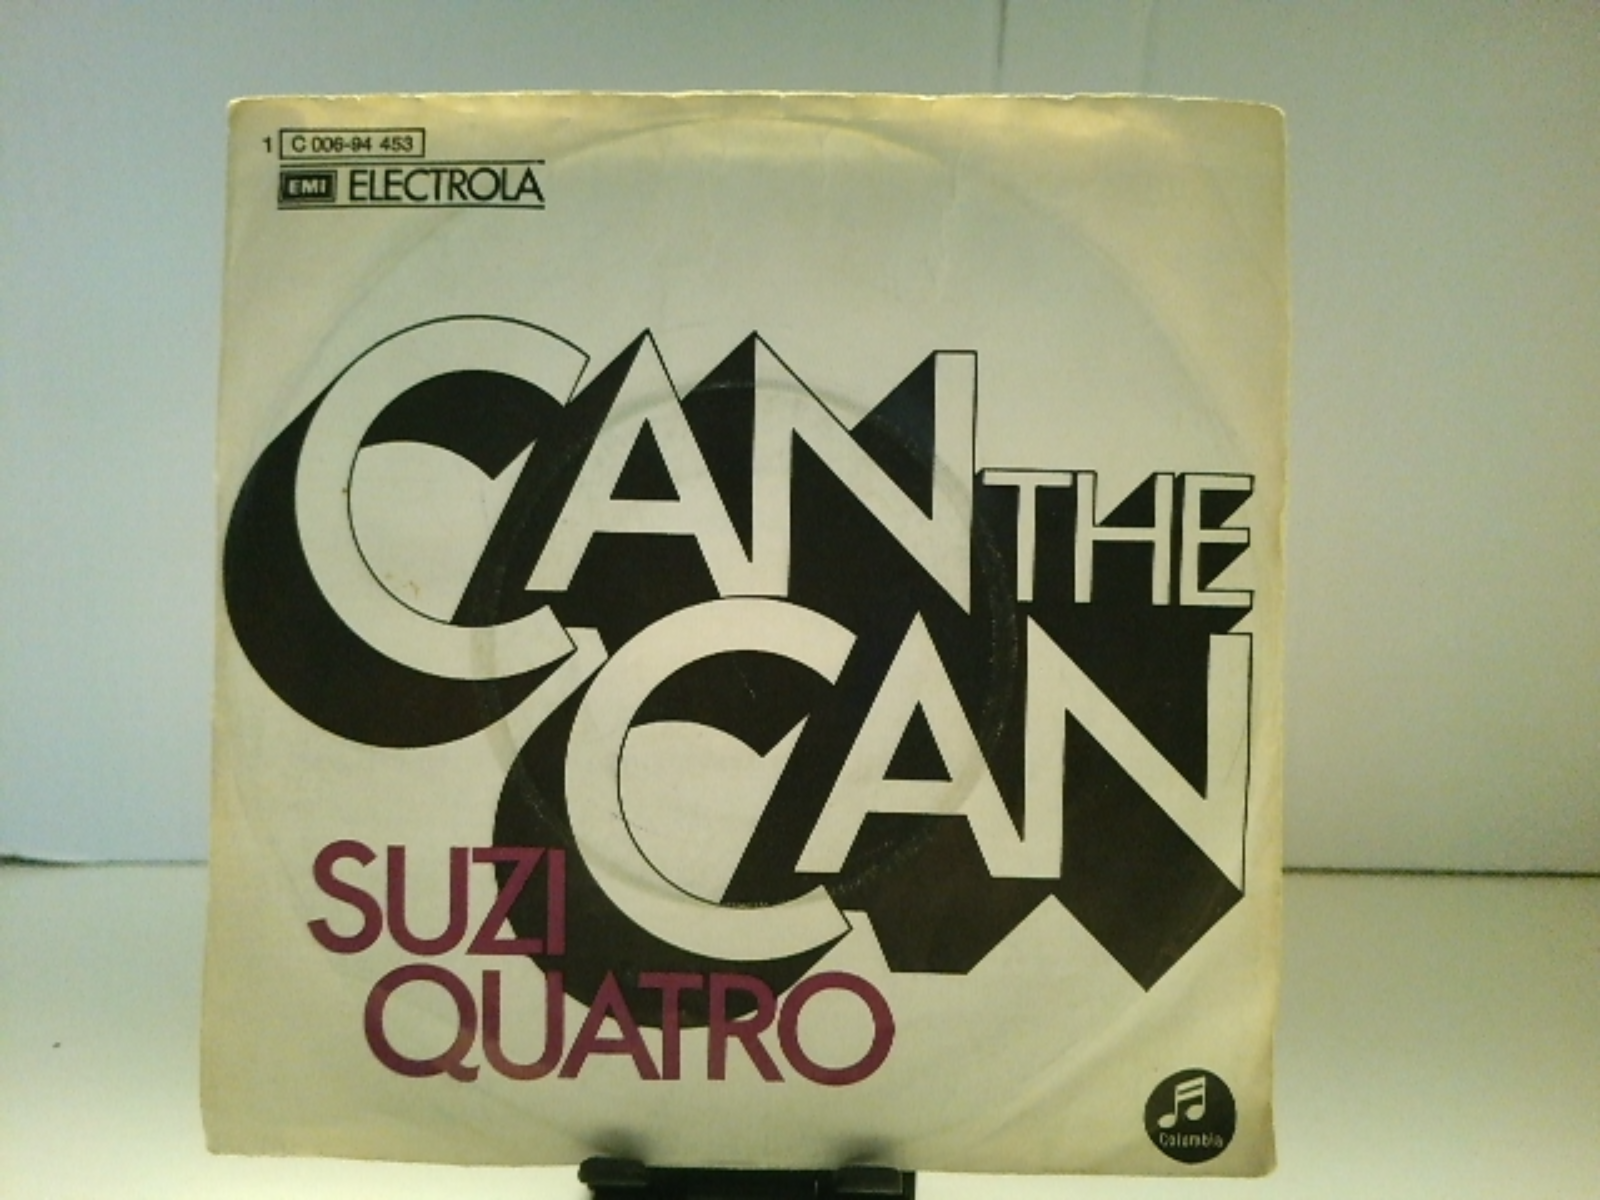 1 C 006-94 453
EMI ELECTROLA
CAN THE
CAN
SUZI
QUATRO
Columbia